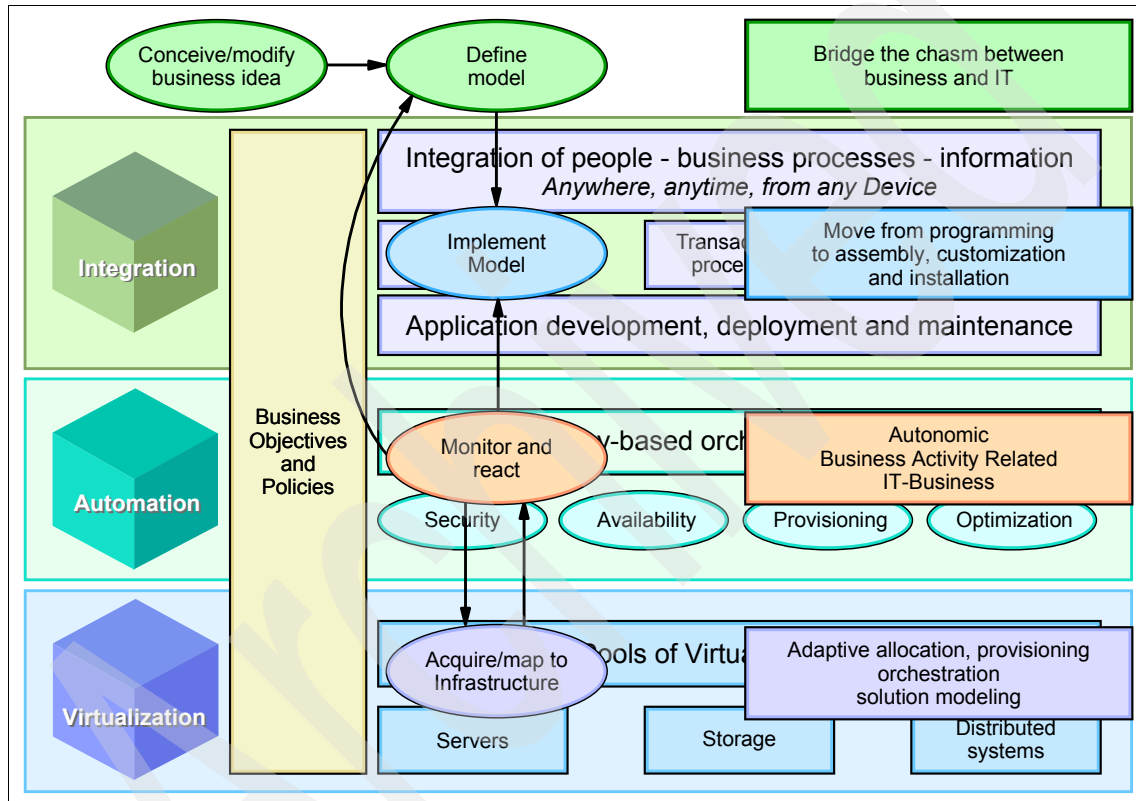 Conceive/modify
business idea
Define
model
Bridge the chasm between
business and IT
Integration of people - business processes - information
Anywhere, anytime, from any Device
Integration
Implement
Model
Move from programming
to assembly, customization
and installation
Application development, deployment and maintenance
Business
Objectives
and
Policies
Automation
Monitor and
react
Autonomic
Business Activity Related
IT-Business
Security
Availability
Provisioning
Optimization
Virtualization
Acquire/map to
Infrastructure
of
Adaptive allocation, provisioning
orchestration
solution modeling
Servers
Storage
Distributed
systems